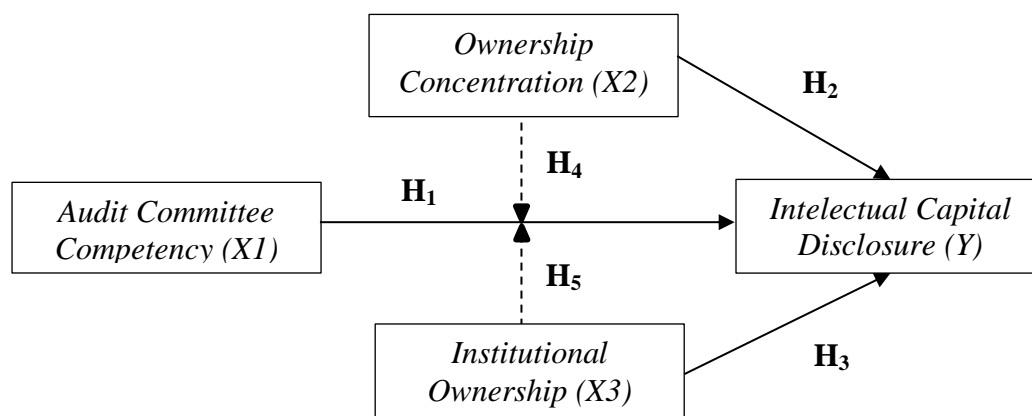 Ownership
Concentration (X2)
H2
H4
H1
Audit Committee
Competency (X1)
Intelectual Capital
Disclosure (Y)
H5
Institutional
Ownership (X3)
H3